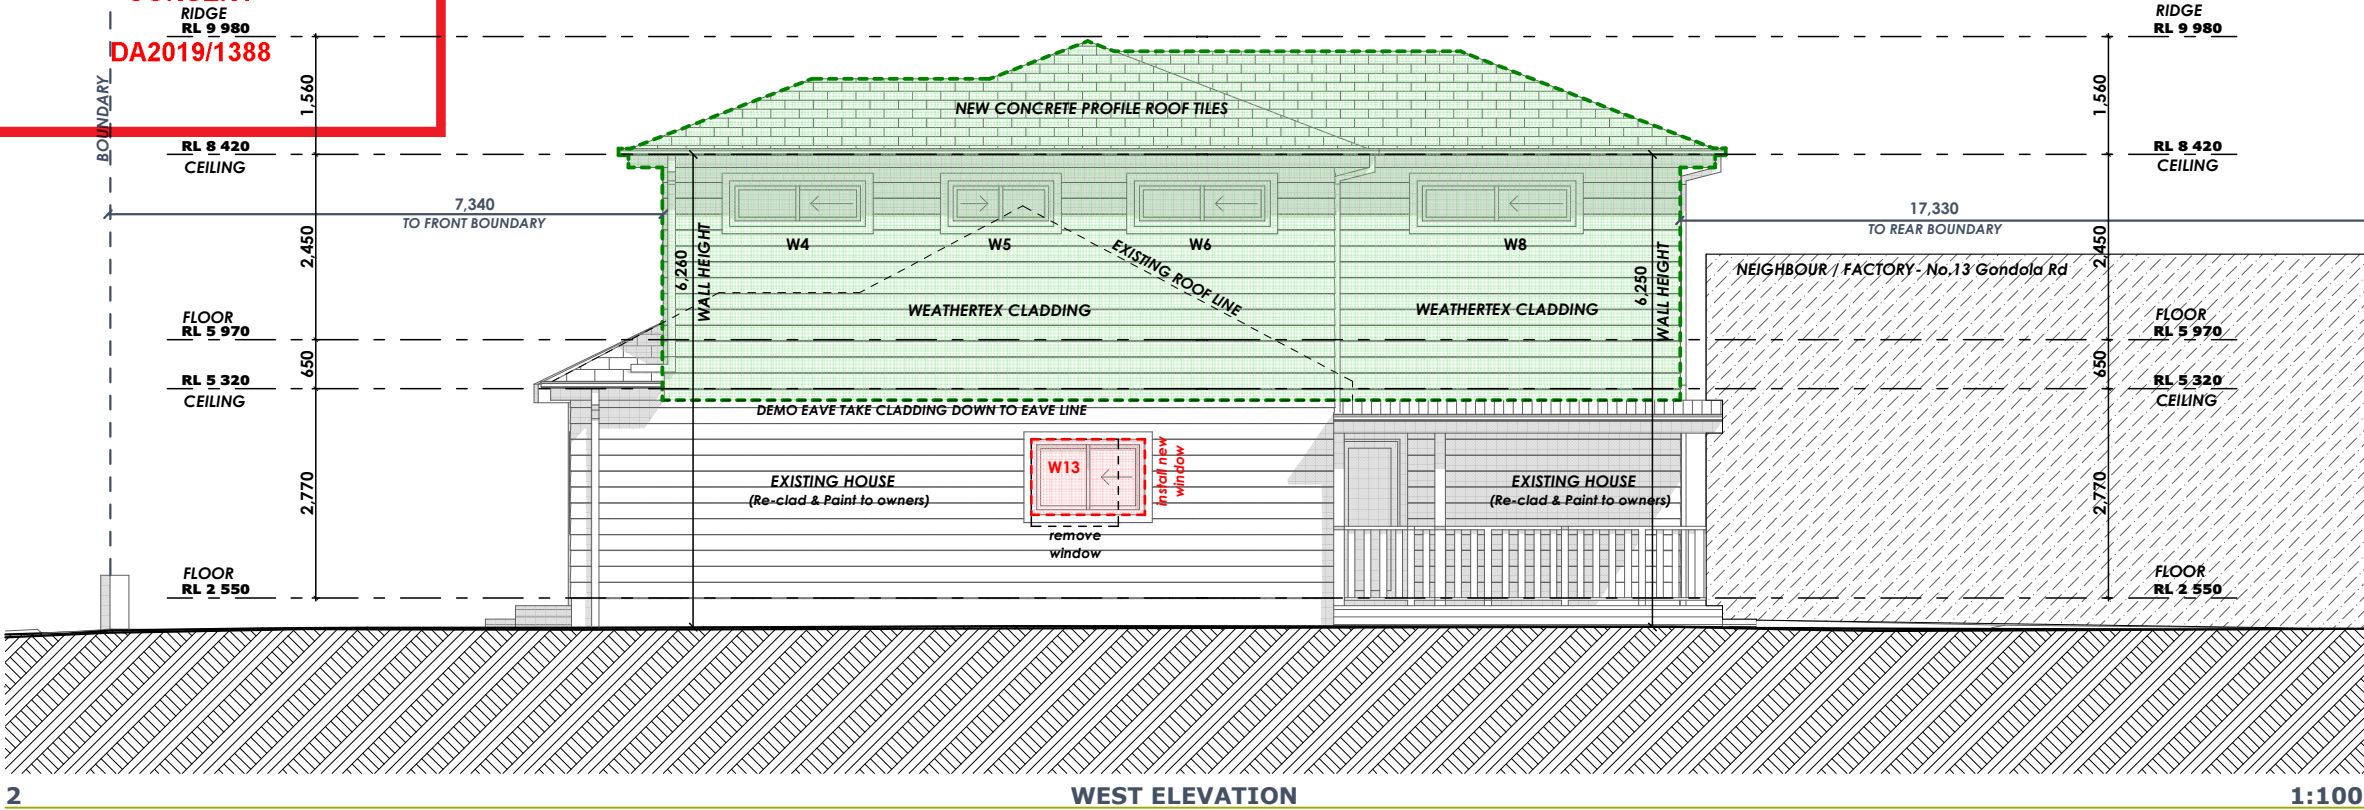 CONSENT
DA2019/1388
RIDGE
RL 9 980
BOUNDARY
1,560
RL 8 420
CEILING
7,340
TO FRONT BOUNDARY
2,450
FLOOR
RL 5 970
650
RL 5 320
CEILING
2,770
FLOOR
RL 2 550
NEW CONCRETE PROFILE ROOF TILES
W4
W5
W6
W8
6,260
WALL HEIGHT
EXISTING ROOF LINE
WEATHERTEX CLADDING
WEATHERTEX CLADDING
6,250
WALL HEIGHT
DEMO EAVE TAKE CLADDING DOWN TO EAVE LINE
EXISTING HOUSE
(Re-clad & Paint to owners)
W13
install new
window
remove
window
EXISTING HOUSE
(Re-clad & Paint to owners)
RIDGE
RL 9 980
1,560
RL 8 420
CEILING
17,330
TO REAR BOUNDARY
2,450
NEIGHBOUR / FACTORY - No.13 Gondola Rd
FLOOR
RL 5 970
650
RL 5 320
CEILING
2,770
FLOOR
RL 2 550
2
WEST ELEVATION
1:100